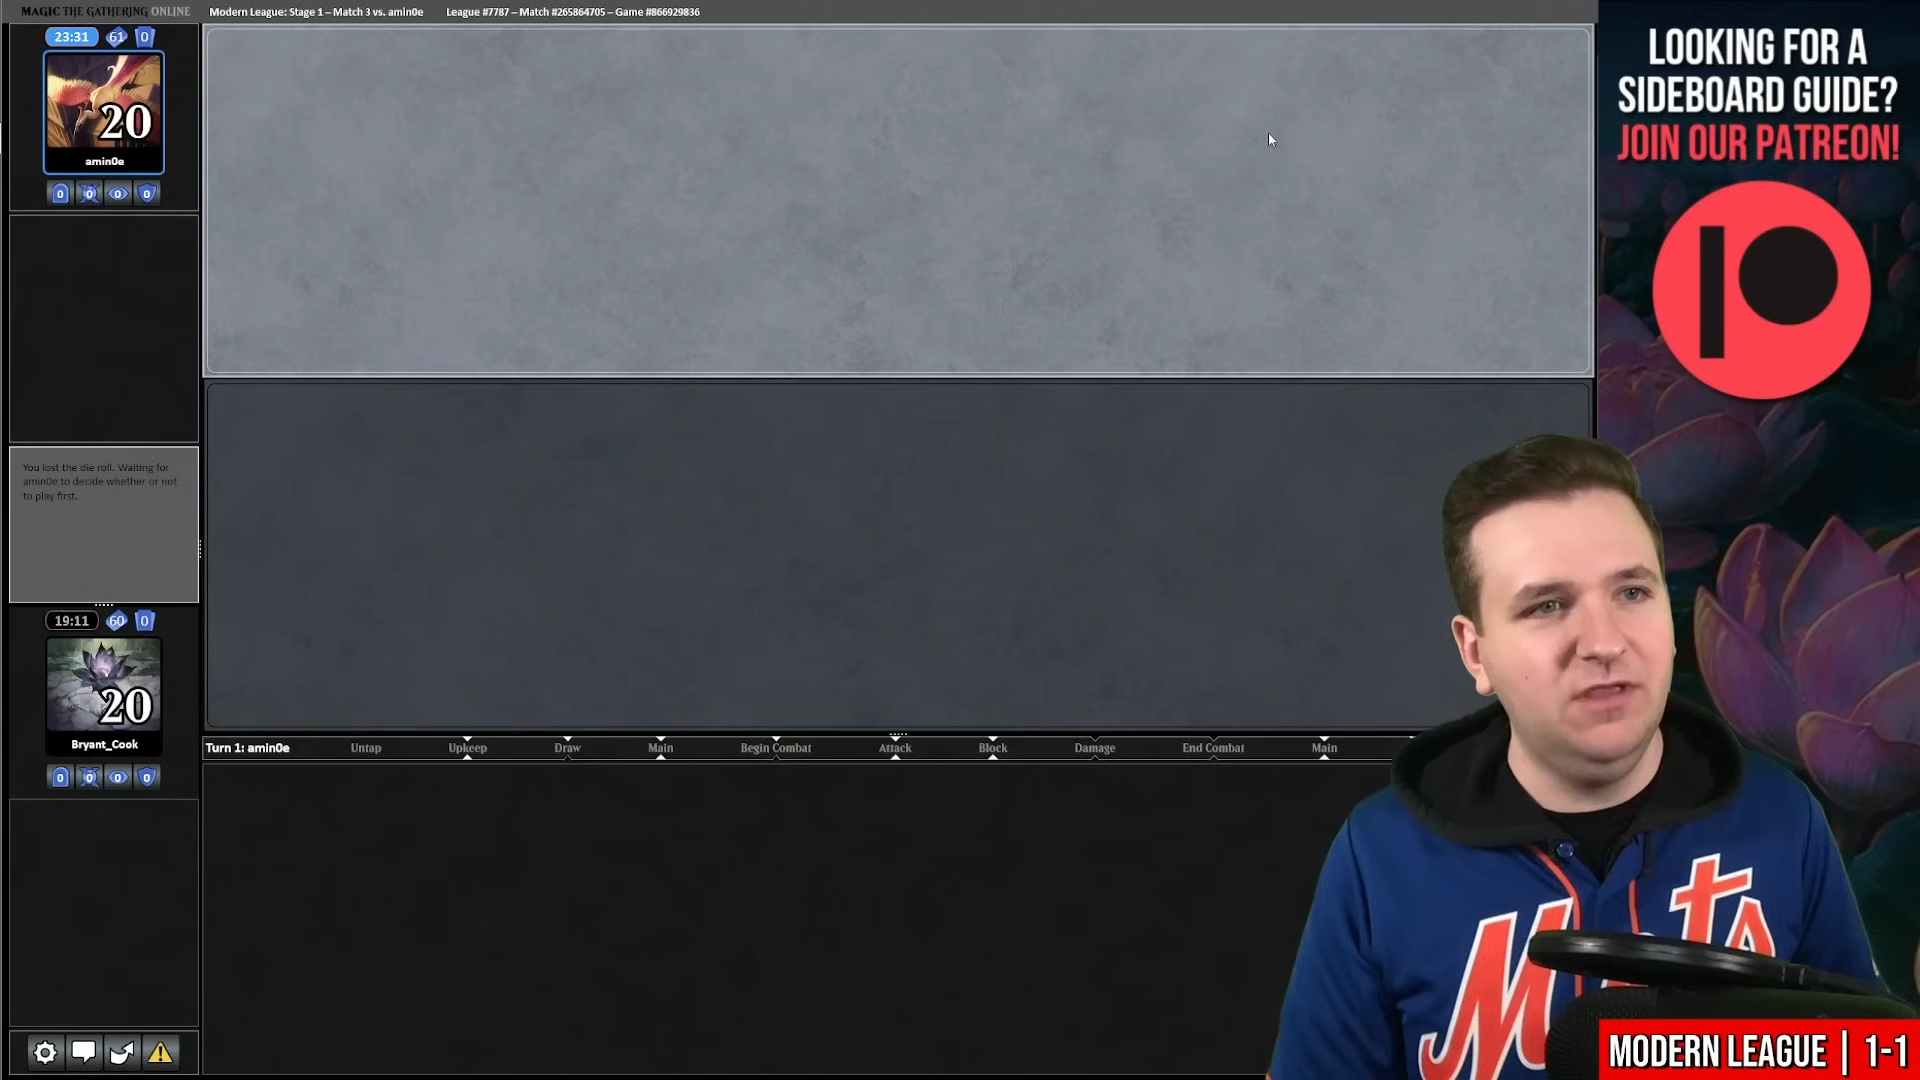 MAGIC THE GATHERING ONLINE
Modern League: Stage 1 – Match 3 vs. amin0e
League #7787 – Match #265864705 – Game #866929836
23:31
61
0
20
amin0e
0
0
0
0
You lost the die roll. Waiting for
amin0e to decide whether or not
to play first.
19:11
60
0
20
Bryant_Cook
0
0
0
0
Turn 1: amin0e
Untap
Upkeep
Draw
Main
Begin Combat
Attack
Block
Damage
End Combat
Main
LOOKING FOR A
SIDEBOARD GUIDE?
JOIN OUR PATREON!
Mets
MODERN LEAGUE | 1-1